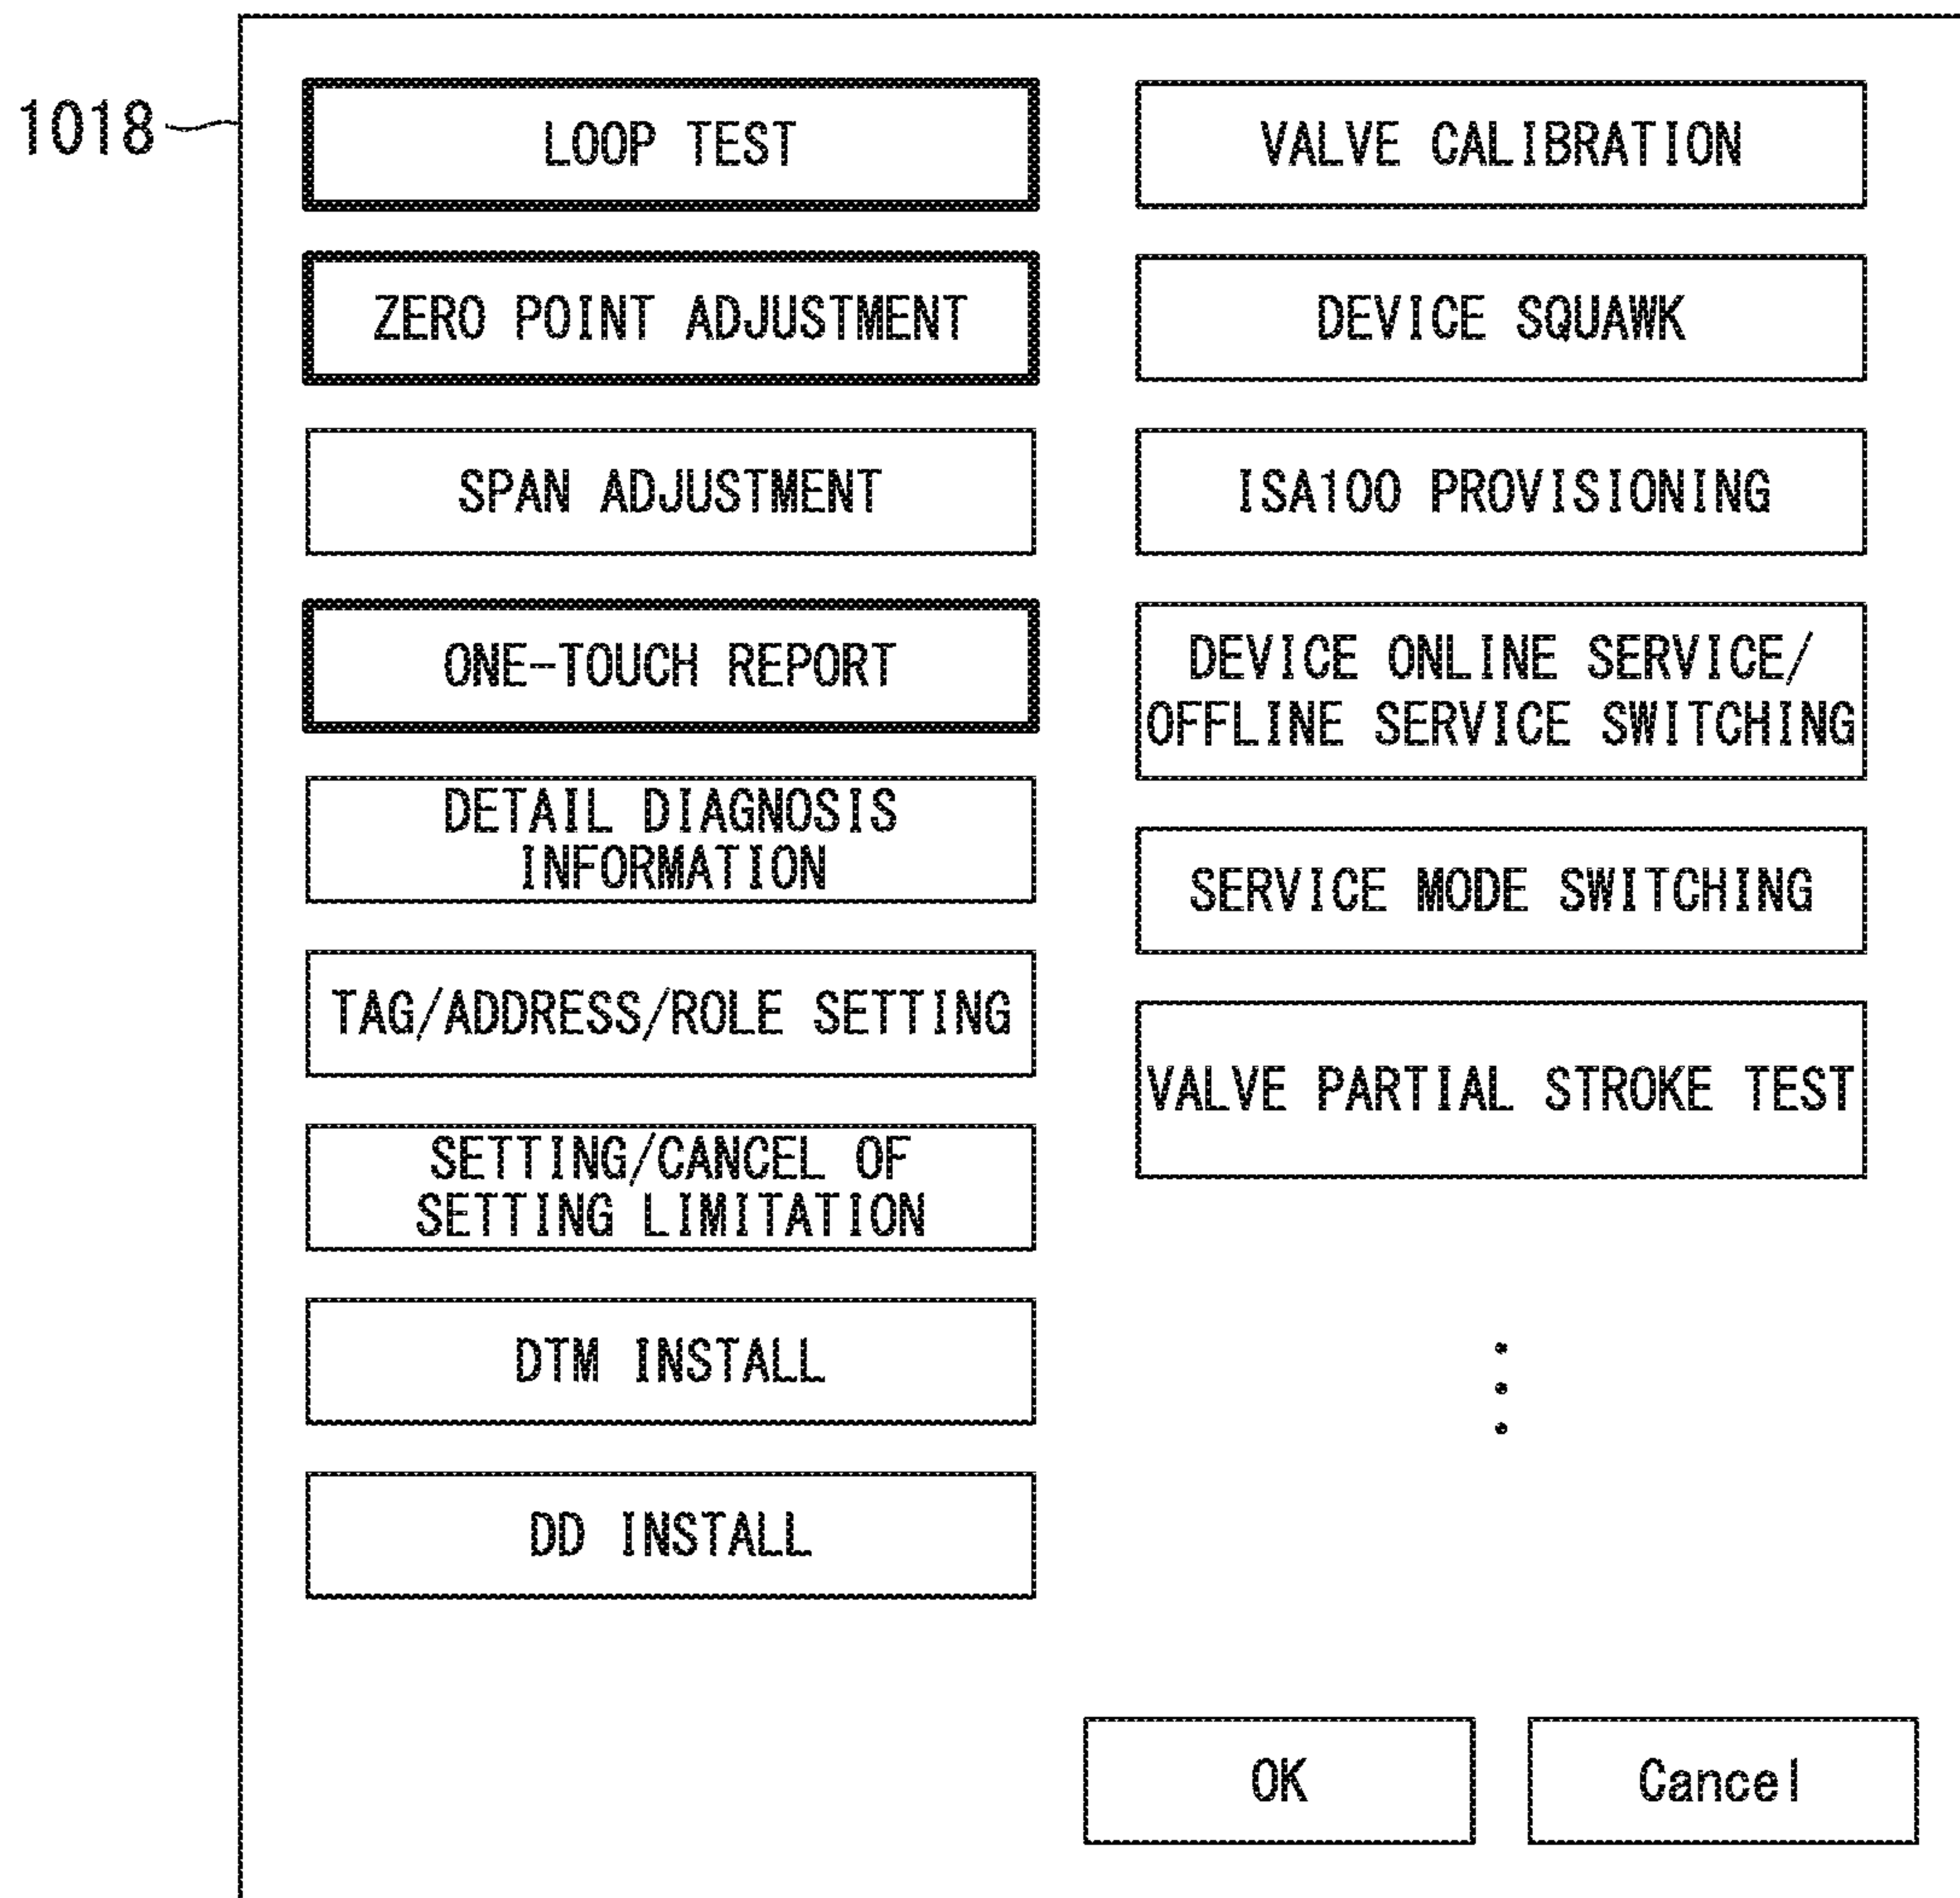 1018
LOOP TEST
ZERO POINT ADJUSTMENT
SPAN ADJUSTMENT
ONE-TOUCH REPORT
DETAIL DIAGNOSIS
INFORMATION
TAG/ADDRESS/ROLE SETTING
SETTING/CANCEL OF
SETTING LIMITATION
DTM INSTALL
DD INSTALL
VALVE CALIBRATION
DEVICE SQUAWK
ISA100 PROVISIONING
DEVICE ONLINE SERVICE/
OFFLINE SERVICE SWITCHING
SERVICE MODE SWITCHING
VALVE PARTIAL STROKE TEST
OK
Cancel